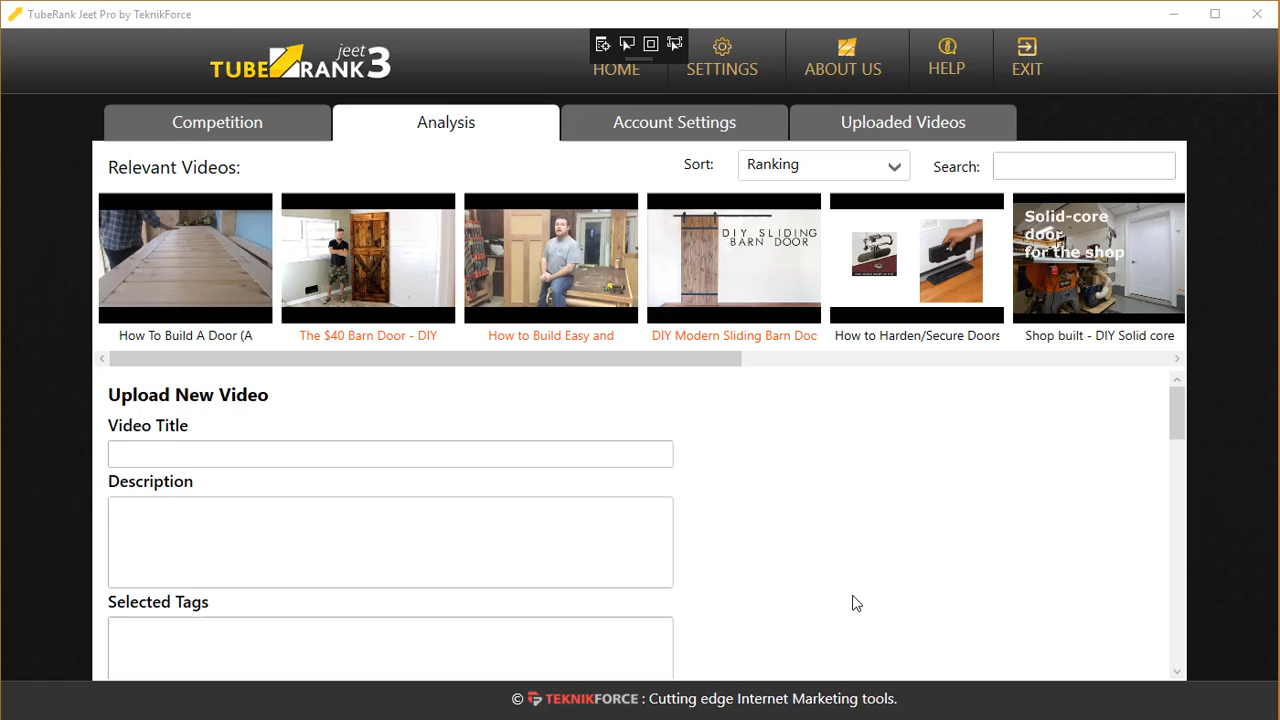 TubeRank Jeet Pro by TeknikForce
TUBE RANK jeet 3
HOME
SETTINGS
ABOUT US
HELP
EXIT
Competition
Analysis
Account Settings
Uploaded Videos
Relevant Videos:
Sort:
Ranking
Search:
DIY SLIDING
BARN DOOR
Solid-core
door
for the shop
How To Build A Door (A
The $40 Barn Door - DIY
How to Build Easy and
DIY Modern Sliding Barn Doc
How to Harden/Secure Doors
Shop built - DIY Solid core
Upload New Video
Video Title
Description
Selected Tags
© TEKNIKFORCE : Cutting edge Internet Marketing tools.